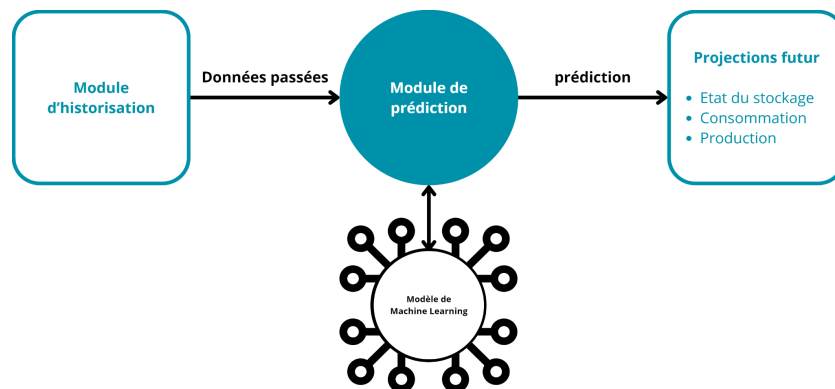 Module
d'historisation
Données passées
Module de
prédiction
prédiction
Projections futur
• Etat du stockage
• Consommation
• Production
Modèle de
Machine Learning